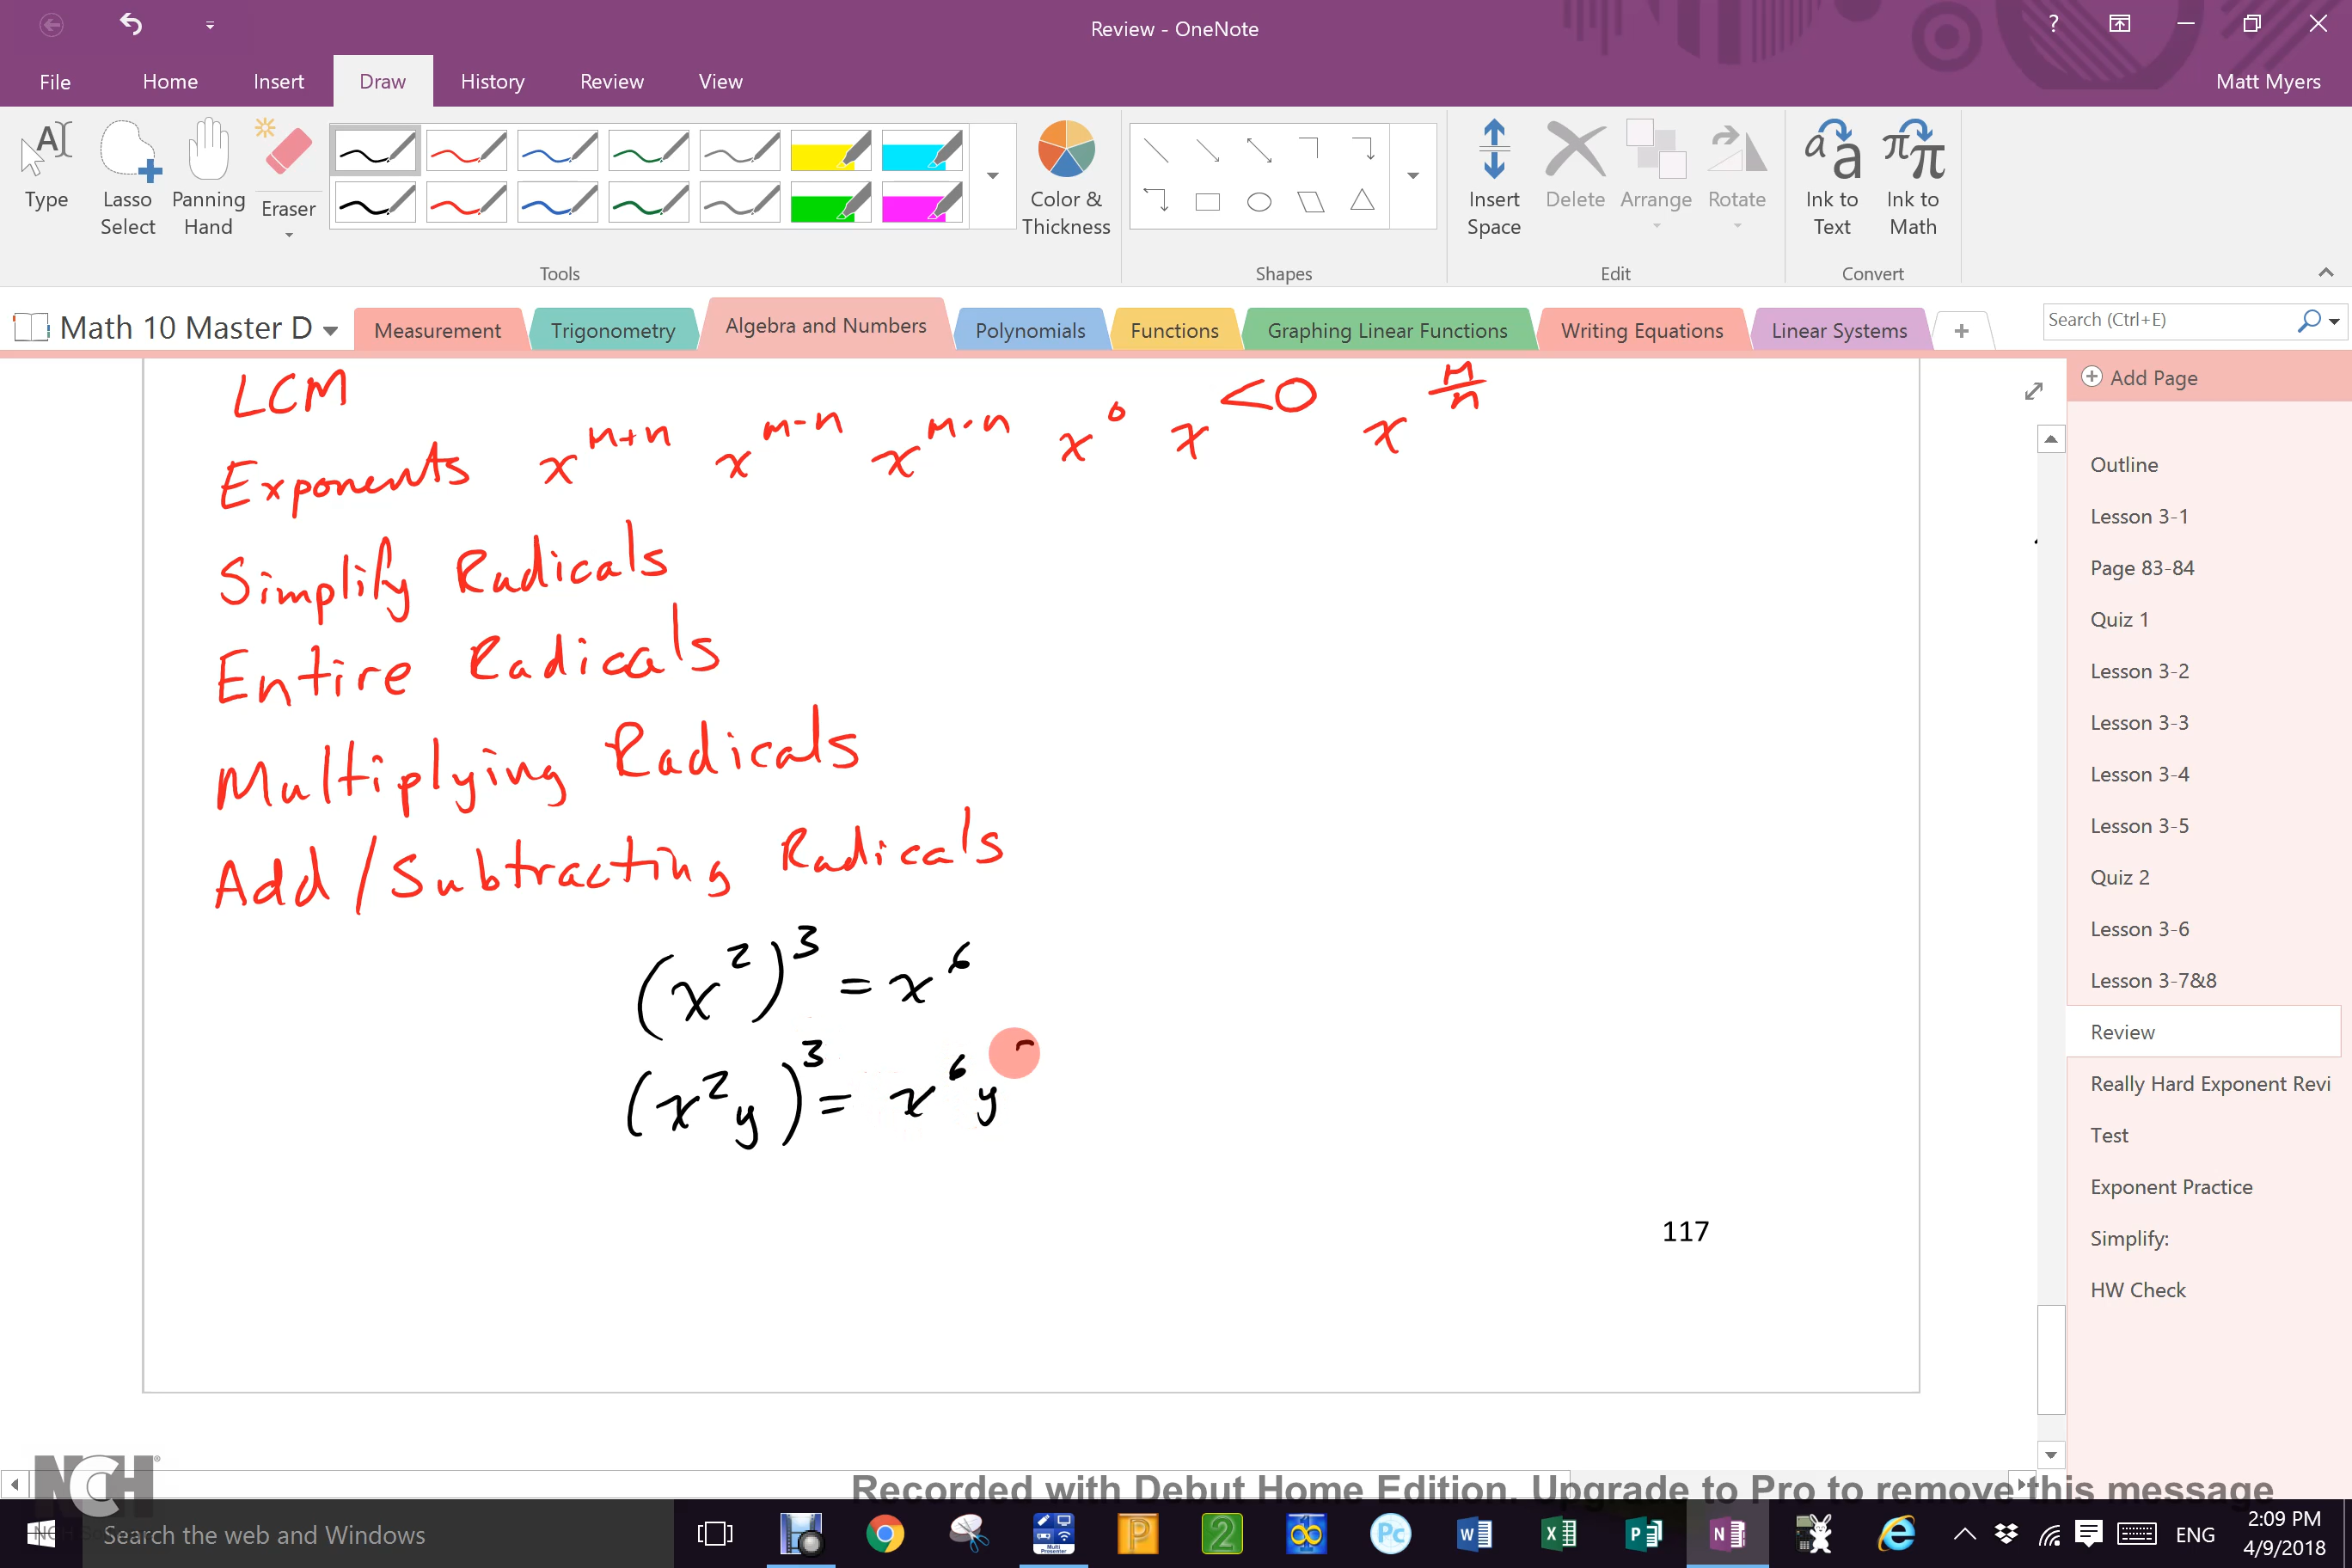 Review - OneNote
?
File Home Insert Draw History Review View
Matt Myers
Type
Lasso Select
Panning Hand
Eraser
Color & Thickness
Insert Space
Delete
Arrange
Rotate
Ink to Text
Ink to Math
Tools
Shapes
Edit
Convert
Math 10 Master D
Measurement Trigonometry Algebra and Numbers Polynomials Functions Graphing Linear Functions Writing Equations Linear Systems
Search (Ctrl+E)
LCM
Exponents x^{m+n} x^{m-n} x^{m·n} x^0 x^{<0} x^{m/n}
Simplify Radicals
Entire Radicals
Multiplying Radicals
Add/Subtracting Radicals
(x^2)^3 = x^6
(x^2 y)^3 = x^6 y
117
Add Page
Outline
Lesson 3-1
Page 83-84
Quiz 1
Lesson 3-2
Lesson 3-3
Lesson 3-4
Lesson 3-5
Quiz 2
Lesson 3-6
Lesson 3-7&8
Review
Really Hard Exponent Revi
Test
Exponent Practice
Simplify:
HW Check
NCH
Recorded with Debut Home Edition. Upgrade to Pro to remove this message
Search the web and Windows
ENG
2:09 PM
4/9/2018